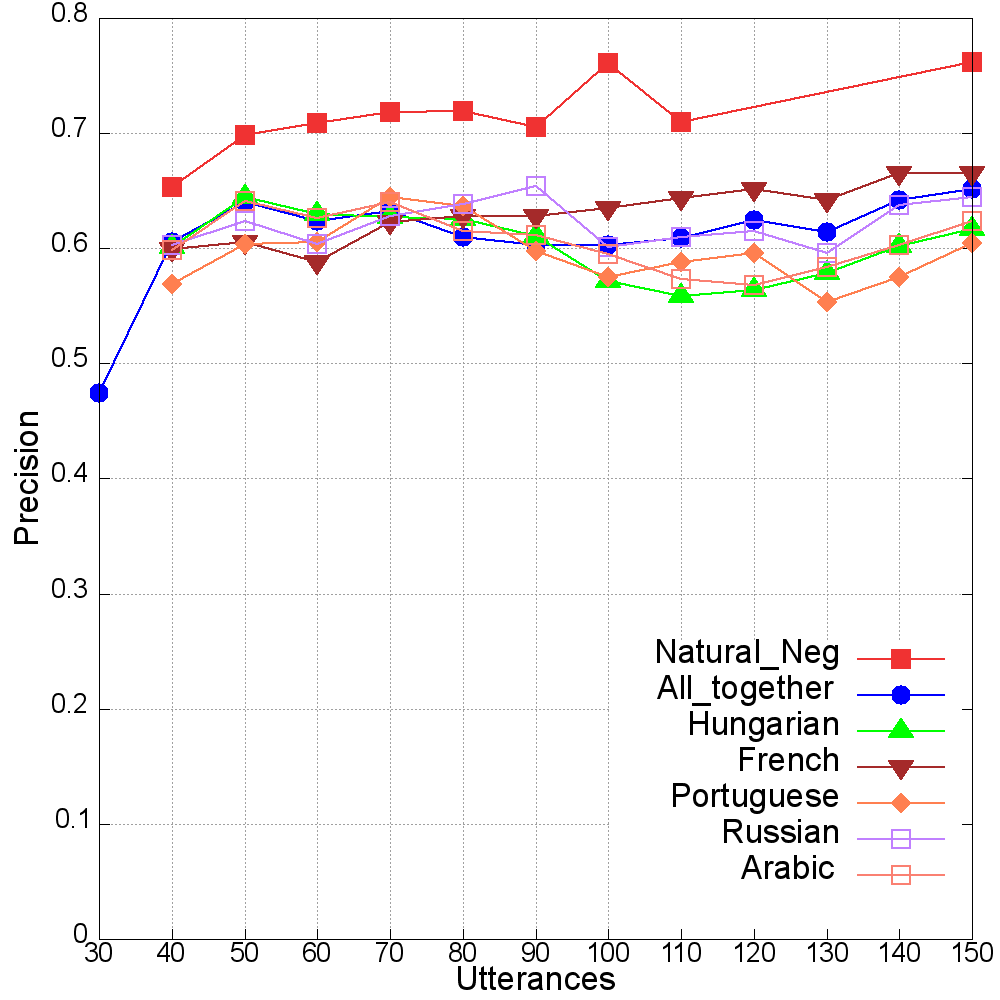 0.8
0.7
0.6
0.5
0.4
0.3
0.2
0.1
0
Precision
30 40 50 60 70 80 90 100 110 120 130 140 150
Utterances
Natural_Neg
All_together
Hungarian
French
Portuguese
Russian
Arabic